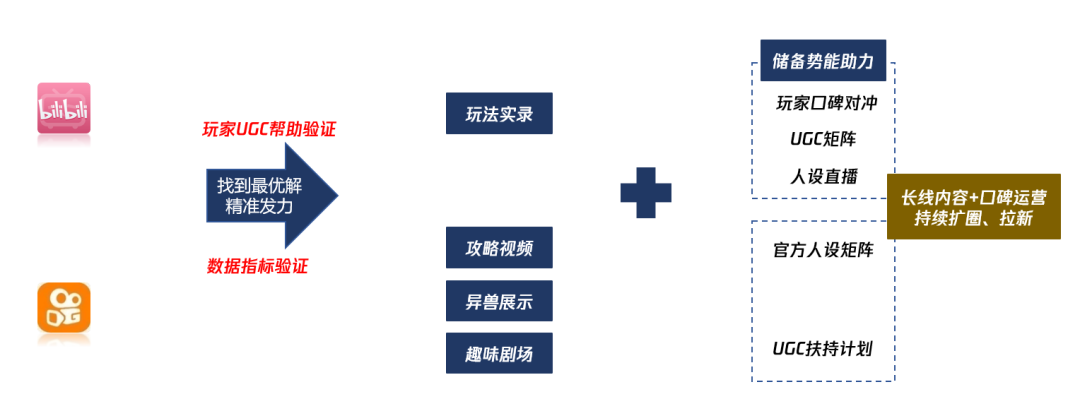 bilibili
玩家UGC帮助验证
找到最优解
精准发力
数据指标验证
玩法实录
攻略视频
异兽展示
趣味剧场
储备势能助力
玩家口碑对冲
UGC矩阵
人设直播
官方人设矩阵
UGC扶持计划
长线内容+口碑运营
持续扩圈、拉新